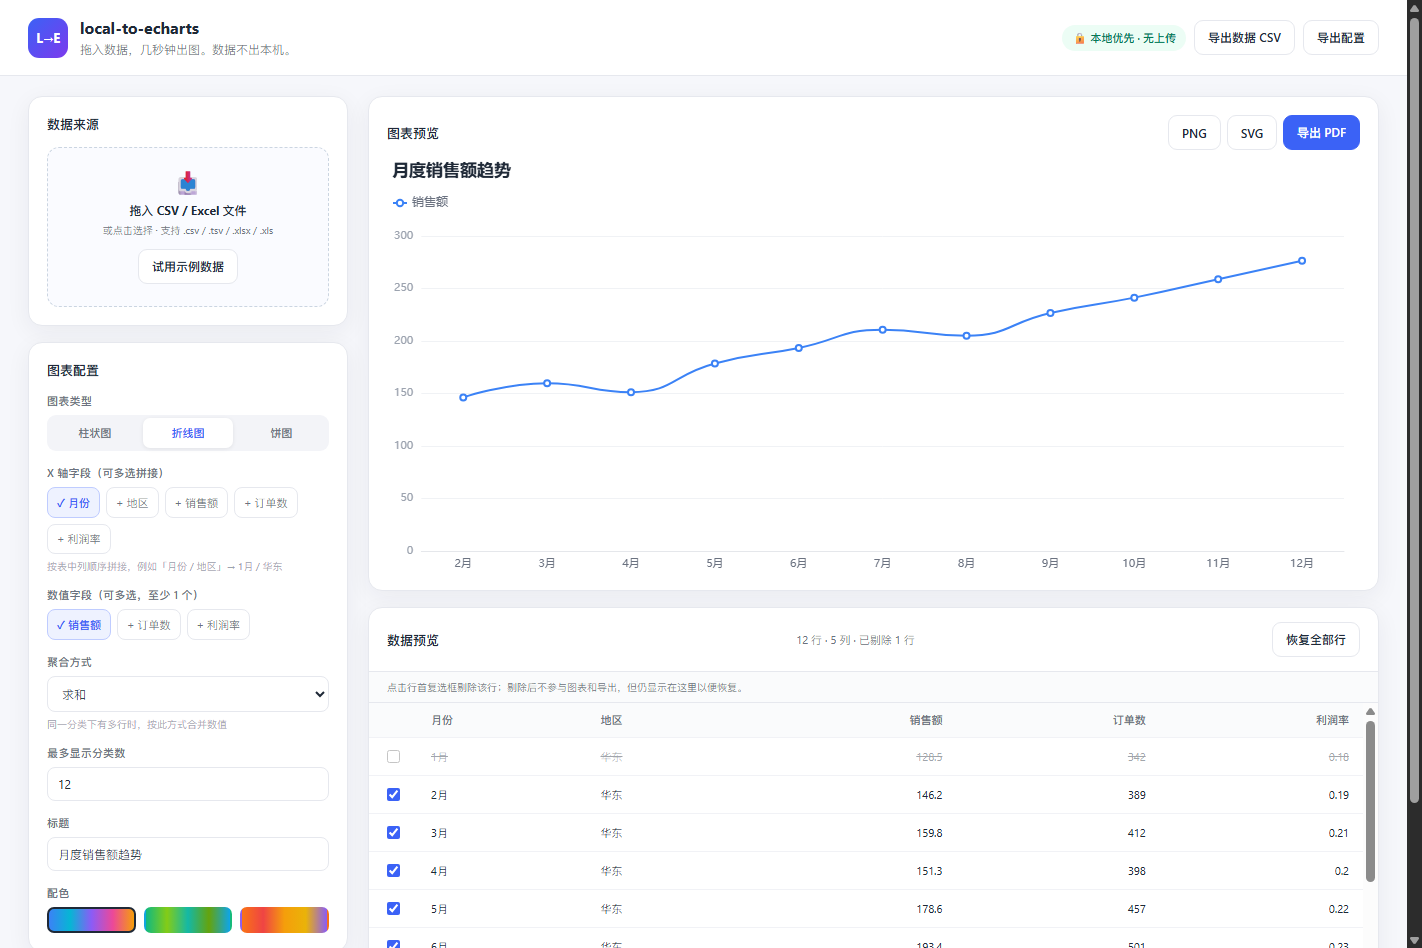 L→E
local-to-echarts
拖入数据，几秒钟出图。数据不出本机。
🔒 本地优先 · 无上传
导出数据 CSV
导出配置
数据来源
拖入 CSV / Excel 文件
或点击选择 · 支持 .csv / .tsv / .xlsx / .xls
试用示例数据
图表配置
图表类型
柱状图 折线图 饼图
X 轴字段（可多选拼接）
✓ 月份 + 地区 + 销售额 + 订单数
+ 利润率
按表中列顺序拼接，例如「月份 / 地区」→ 1月 / 华东
数值字段（可多选，至少 1 个）
✓ 销售额 + 订单数 + 利润率
聚合方式
求和
同一分类下有多行时，按此方式合并数值
最多显示分类数
12
标题
月度销售额趋势
配色
图表预览
PNG SVG 导出 PDF
月度销售额趋势
销售额
300
250
200
150
100
50
0
2月 3月 4月 5月 6月 7月 8月 9月 10月 11月 12月
数据预览
12 行 · 5 列 · 已剔除 1 行
恢复全部行
点击行首复选框剔除该行；剔除后不参与图表和导出，但仍显示在这里以便恢复。
月份 地区 销售额 订单数 利润率
1月 华东 128.5 342 0.18
2月 华东 146.2 389 0.19
3月 华东 159.8 412 0.21
4月 华东 151.3 398 0.2
5月 华东 178.6 457 0.22
6月 华东 193.4 501 0.23